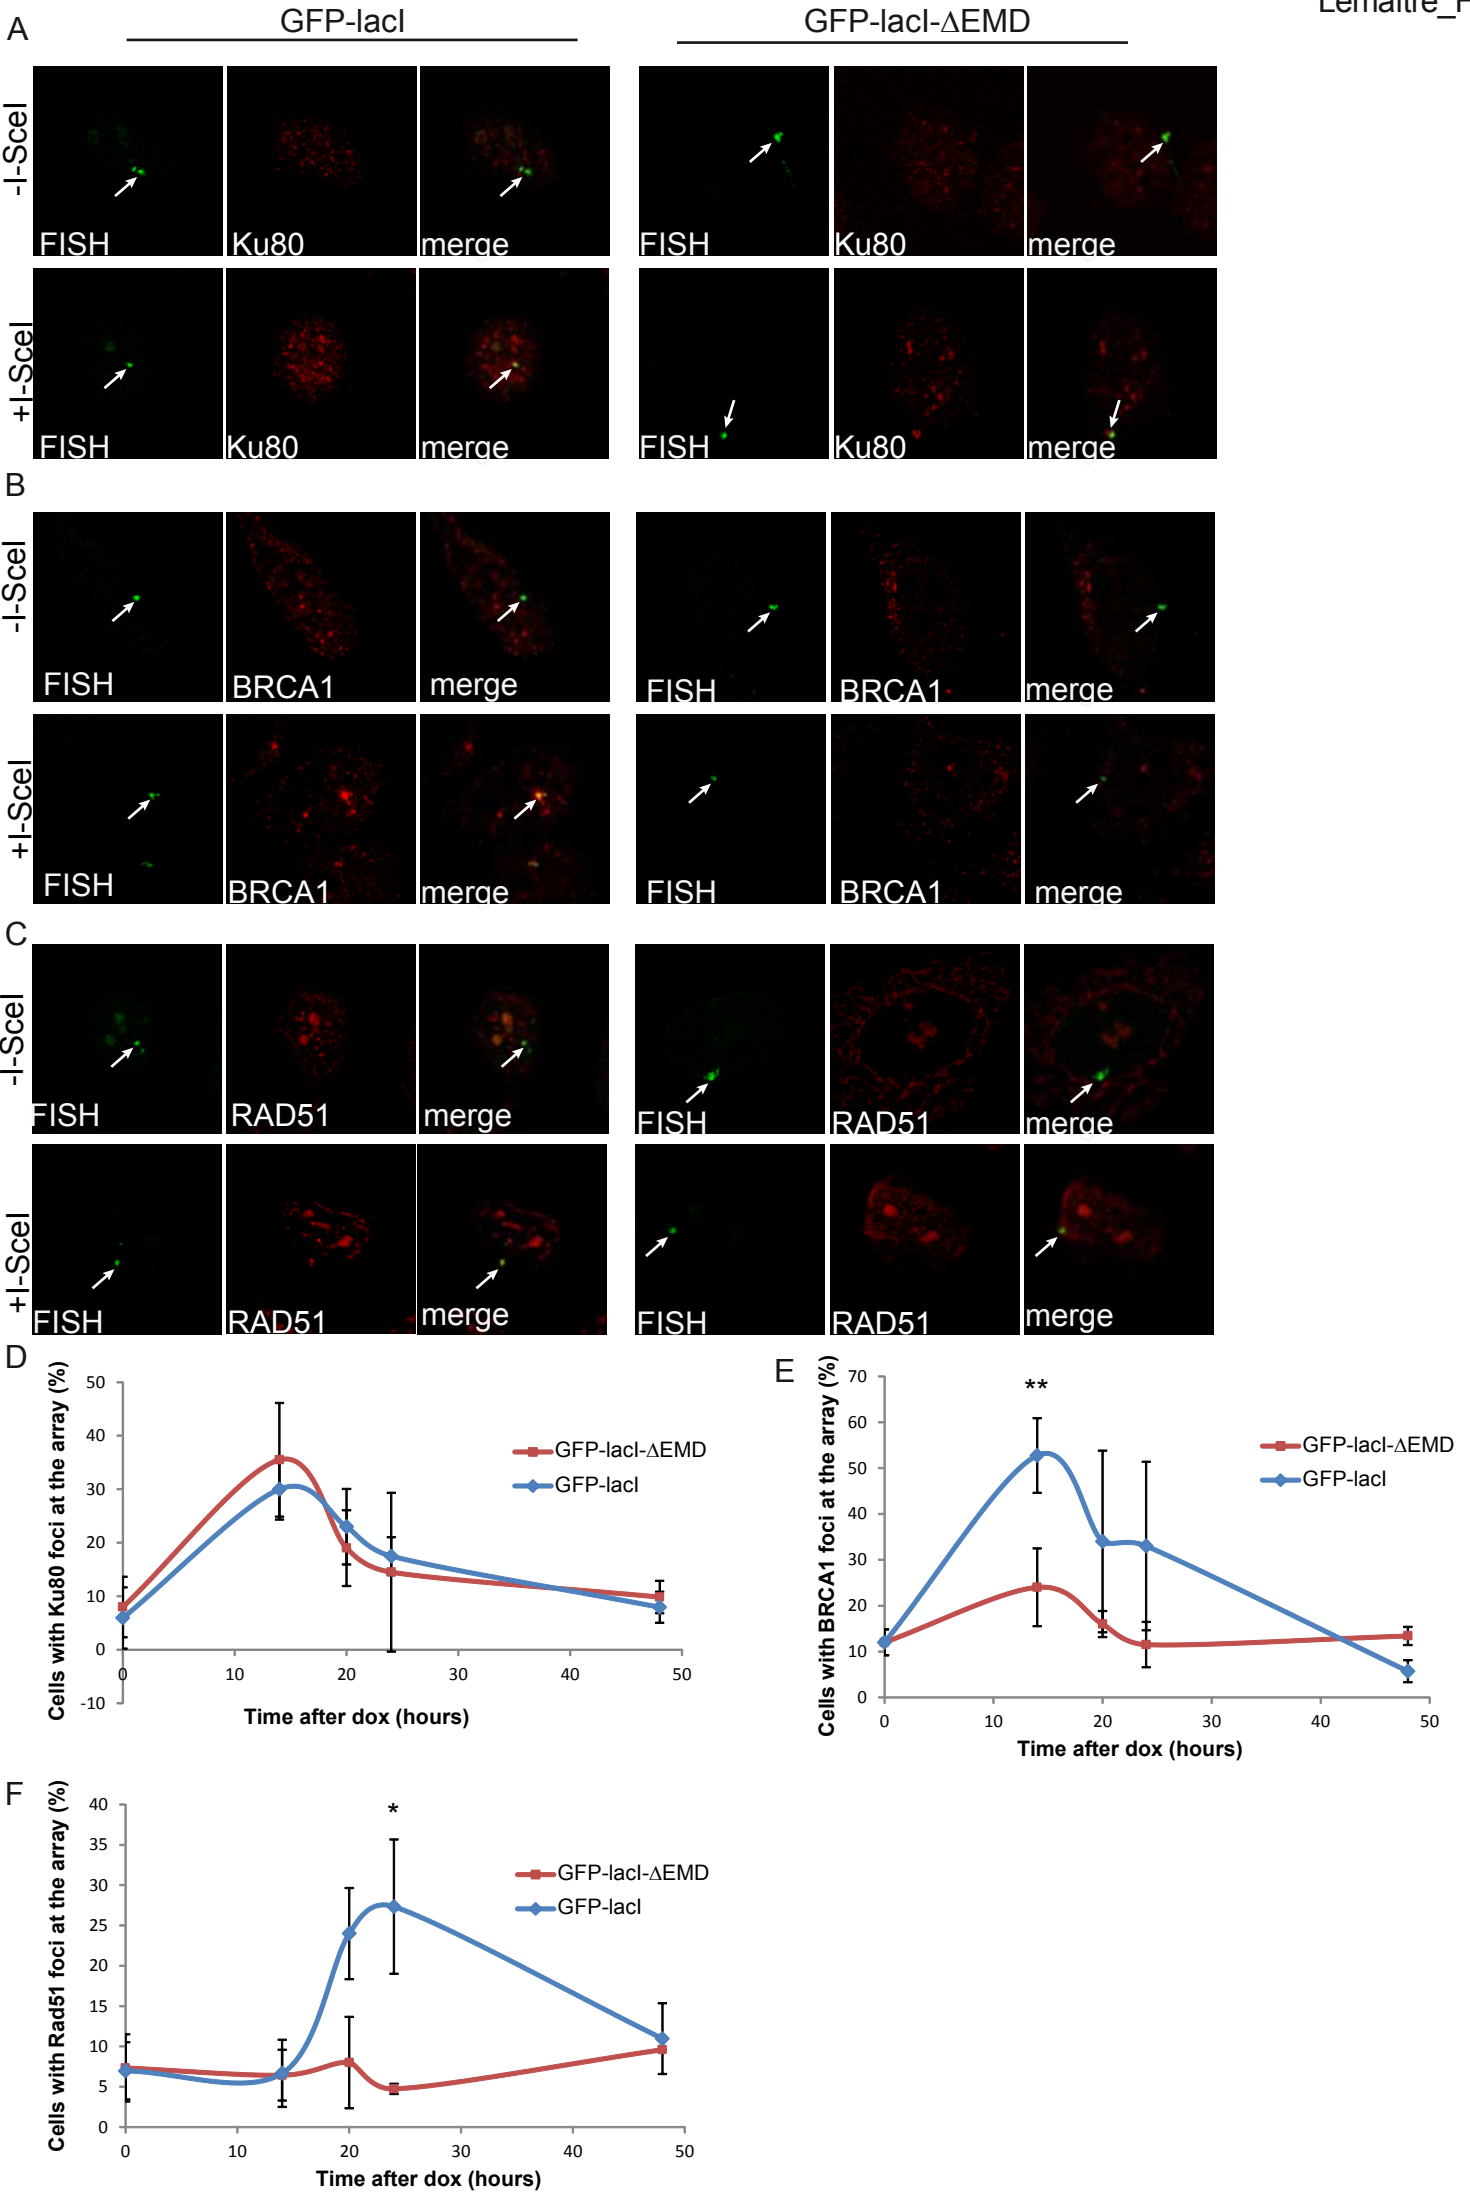 Lemaitre_F
A
GFP-lacI
GFP-lacI-ΔEMD
-I-SceI
FISH
Ku80
merge
FISH
Ku80
merge
+I-SceI
FISH
Ku80
merge
FISH
Ku80
merge
B
-I-SceI
FISH
BRCA1
merge
FISH
BRCA1
merge
+I-SceI
FISH
BRCA1
merge
FISH
BRCA1
merge
C
-I-SceI
FISH
RAD51
merge
FISH
RAD51
merge
+I-SceI
FISH
RAD51
merge
FISH
RAD51
merge
D
Cells with Ku80 foci at the array (%)
50
40
30
20
10
0
-10
0 10 20 30 40 50
Time after dox (hours)
GFP-lacI-ΔEMD
GFP-lacI
E
Cells with BRCA1 foci at the array (%)
70
60
50
40
30
20
10
0
**
0 10 20 30 40 50
Time after dox (hours)
GFP-lacI-ΔEMD
GFP-lacI
F
Cells with Rad51 foci at the array (%)
40
35
30
25
20
15
10
5
0
*
0 10 20 30 40 50
Time after dox (hours)
GFP-lacI-ΔEMD
GFP-lacI